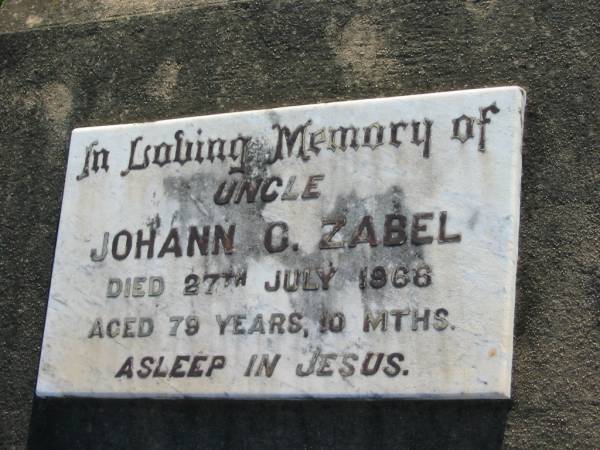 In Loving Memory of
UNCLE
JOHANN C. ZABEL
DIED 27TH JULY 1966
AGED 79 YEARS, 10 MTHS.
ASLEEP IN JESUS.